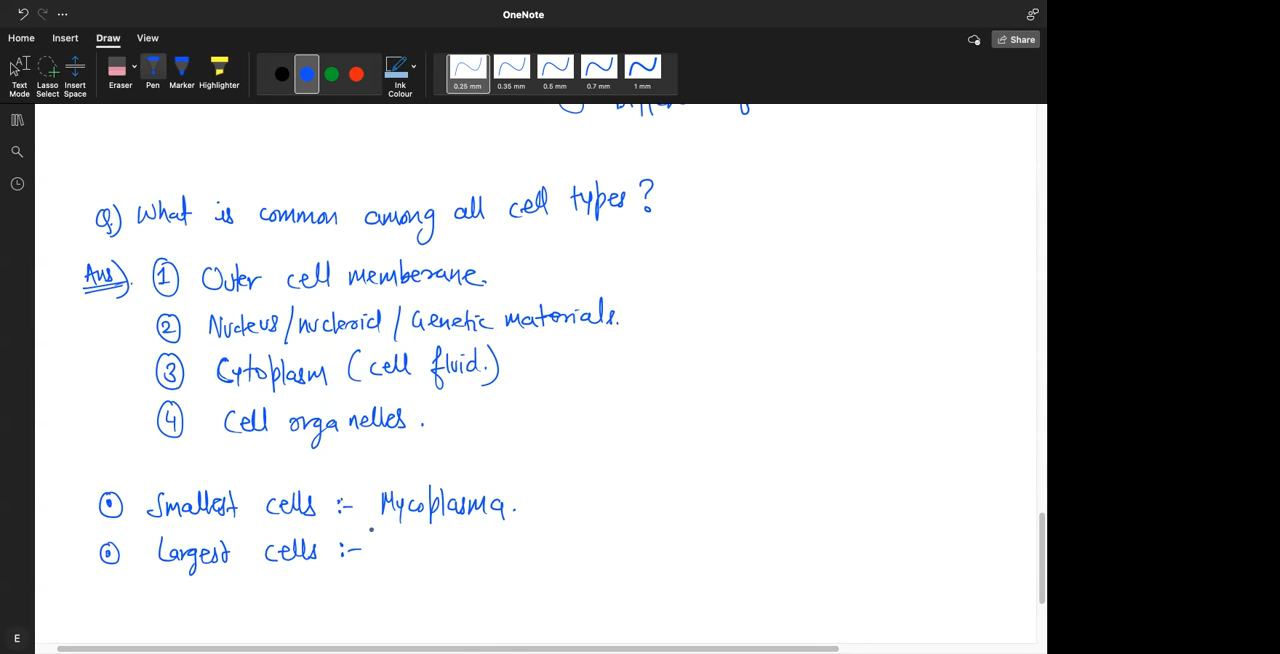 OneNote
Home Insert Draw View
Share
Text Mode Lasso Select Insert Space Eraser Pen Marker Highlighter Ink Colour 0.25 mm 0.35 mm 0.5 mm 0.7 mm 1 mm
Q) What is common among all cell types?
Ans). ① Outer cell memberane.
② Nucleus/nucleoid/Genetic materials.
③ Cytoplasm (cell fluid.)
④ Cell organelles.
Smallest cells :- Mycoplasma.
Largest cells :-
E